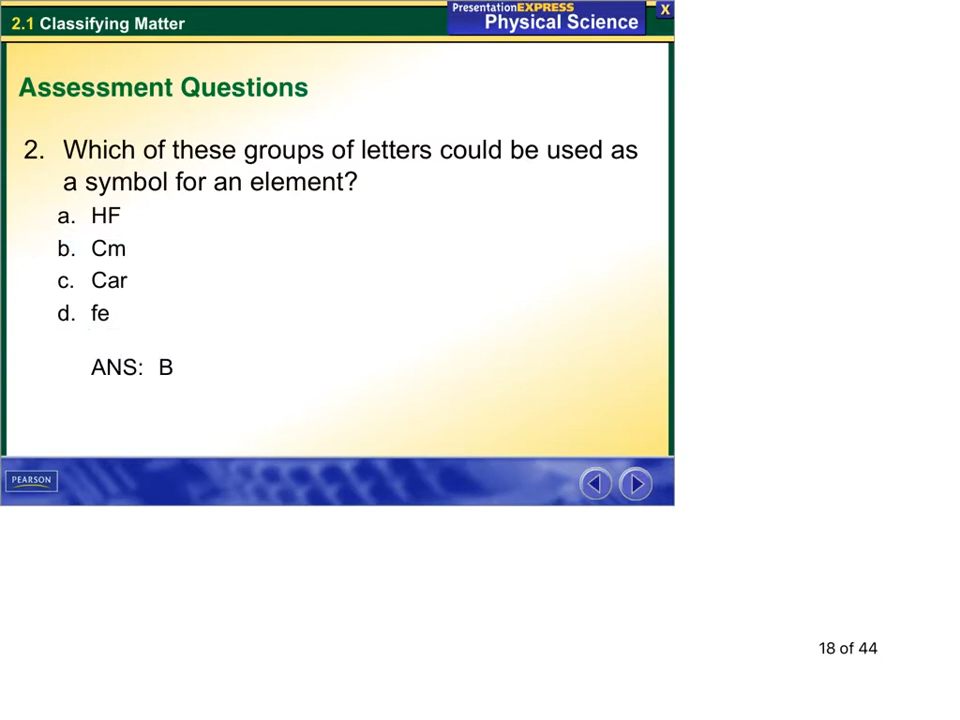 2.1 Classifying Matter
PresentationEXPRESS
Physical Science
X
Assessment Questions
2. Which of these groups of letters could be used as
a symbol for an element?
a. HF
b. Cm
c. Car
d. fe
ANS: B
PEARSON
18 of 44